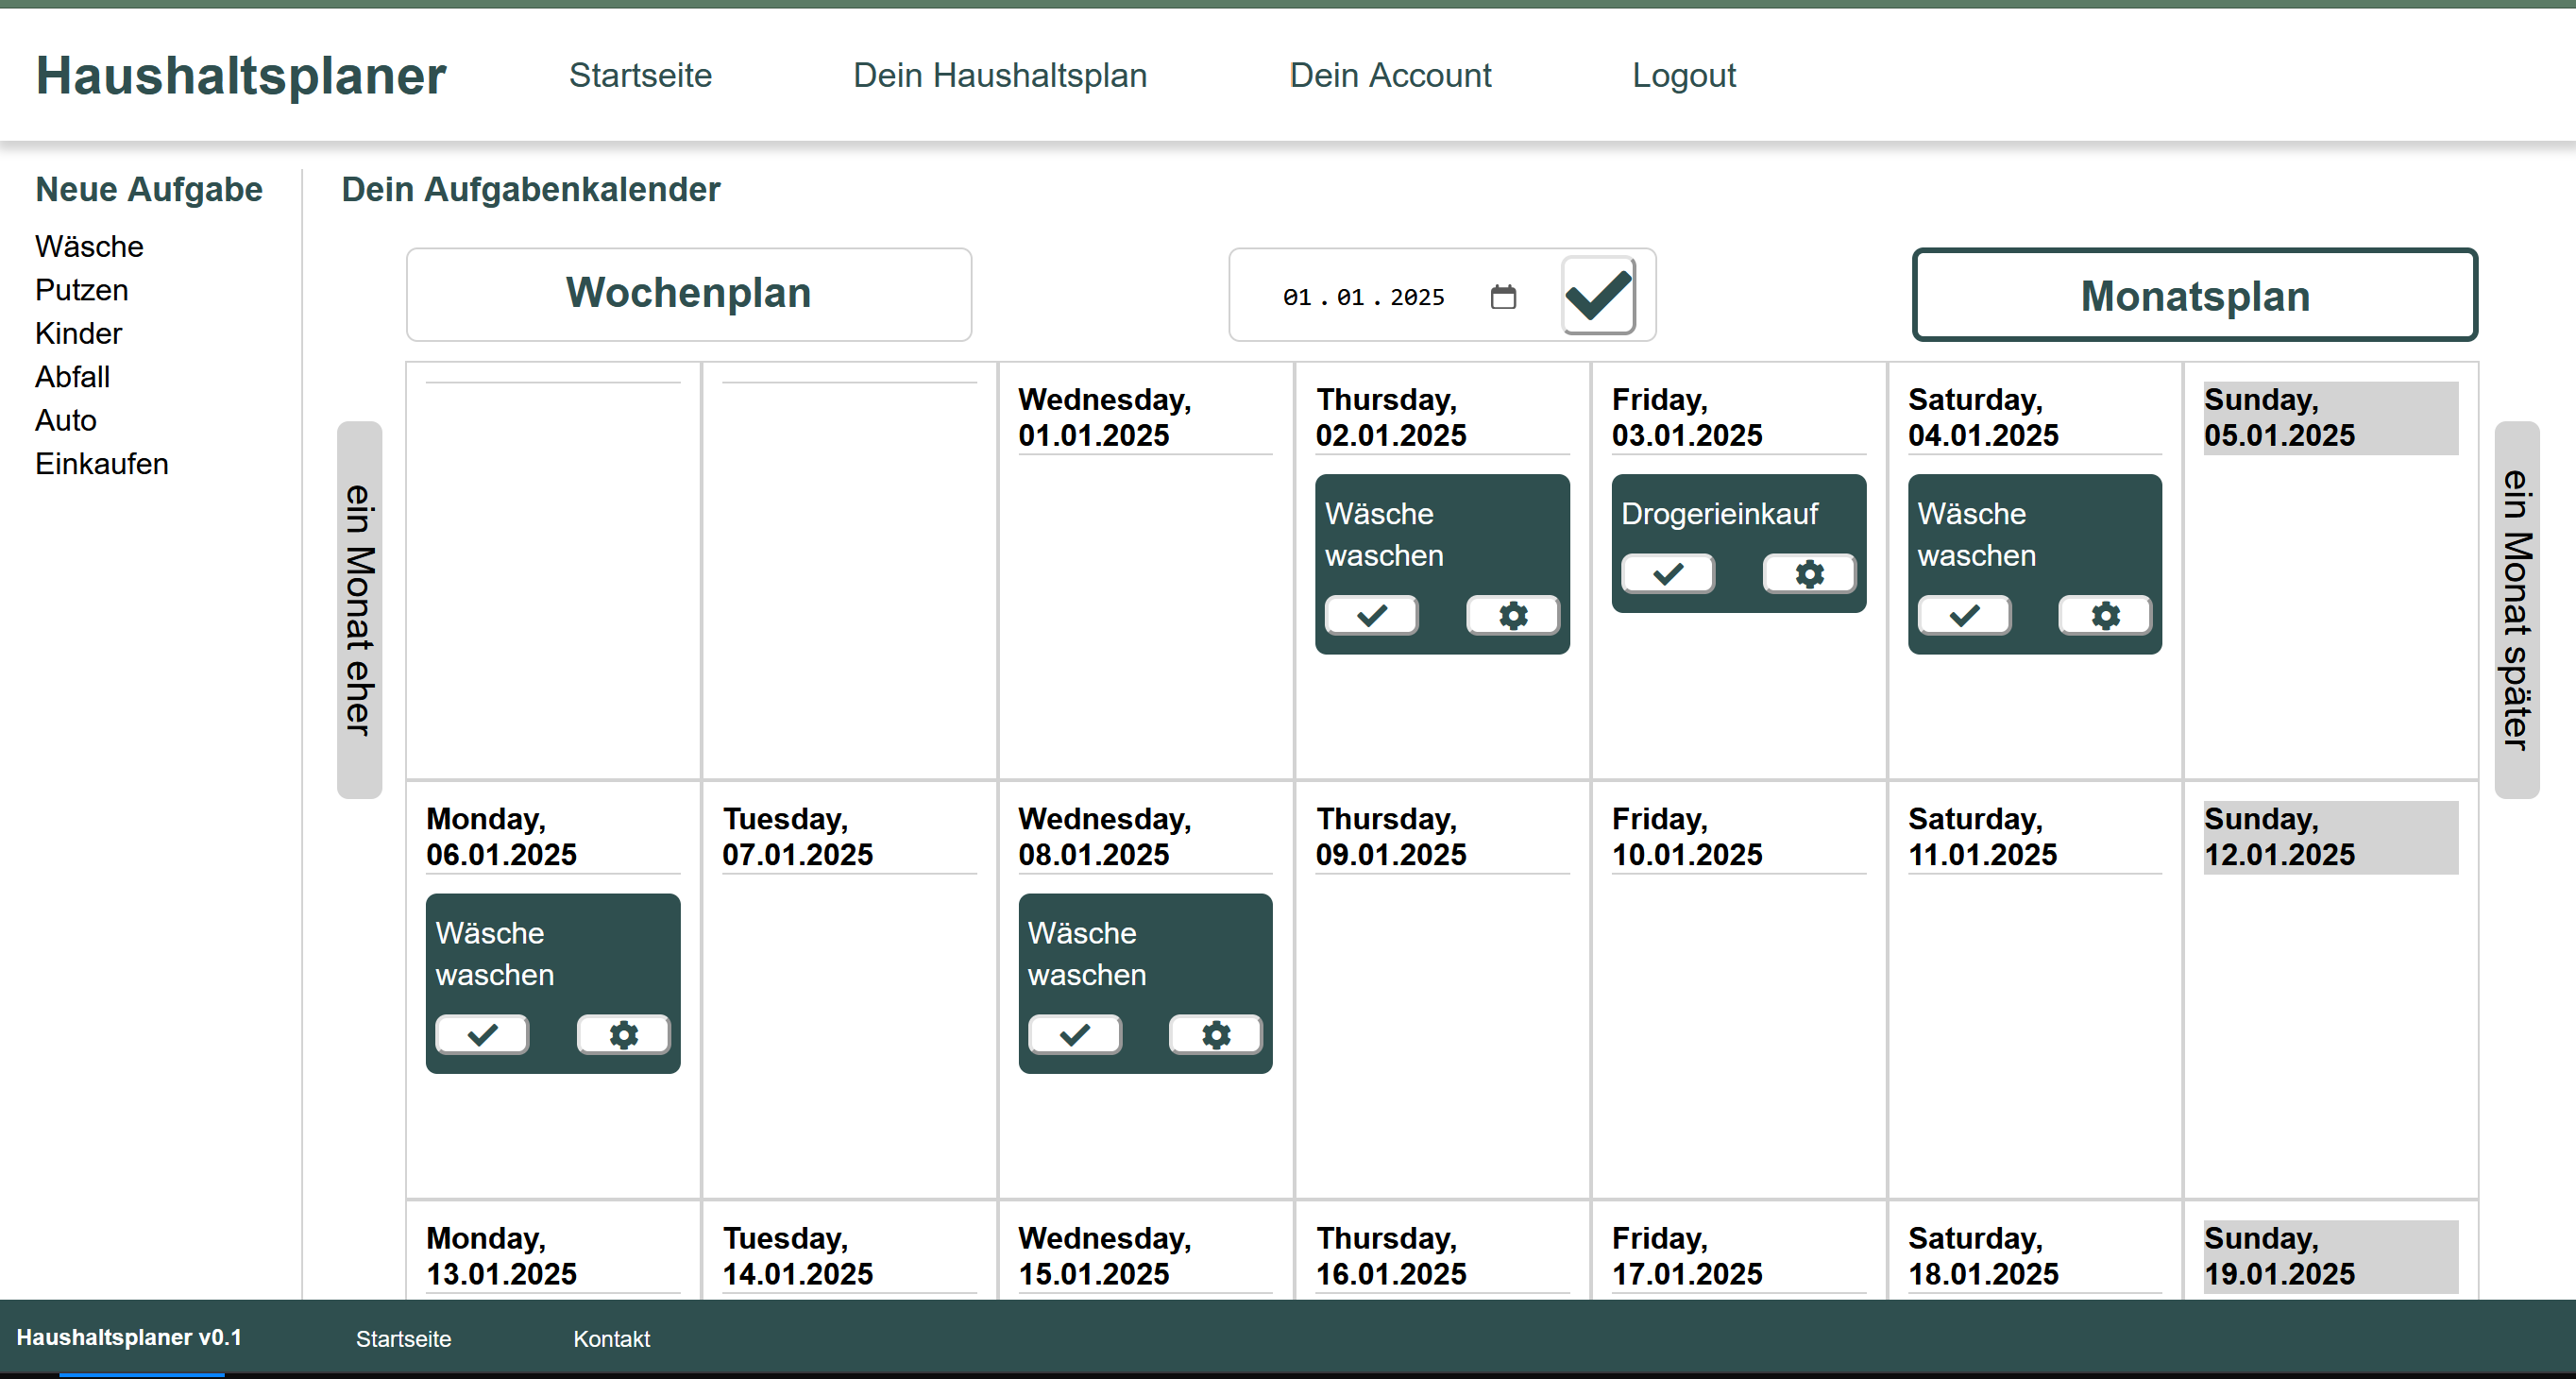 Haushaltsplaner
Startseite
Dein Haushaltsplan
Dein Account
Logout
Neue Aufgabe
Wäsche
Putzen
Kinder
Abfall
Auto
Einkaufen
Dein Aufgabenkalender
Wochenplan
01.01.2025
Monatsplan
ein Monat eher
Wednesday,
01.01.2025
Thursday,
02.01.2025
Wäsche
waschen
Friday,
03.01.2025
Drogerieinkauf
Saturday,
04.01.2025
Wäsche
waschen
Sunday,
05.01.2025
ein Monat später
Monday,
06.01.2025
Wäsche
waschen
Tuesday,
07.01.2025
Wednesday,
08.01.2025
Wäsche
waschen
Thursday,
09.01.2025
Friday,
10.01.2025
Saturday,
11.01.2025
Sunday,
12.01.2025
Monday,
13.01.2025
Tuesday,
14.01.2025
Wednesday,
15.01.2025
Thursday,
16.01.2025
Friday,
17.01.2025
Saturday,
18.01.2025
Sunday,
19.01.2025
Haushaltsplaner v0.1
Startseite
Kontakt